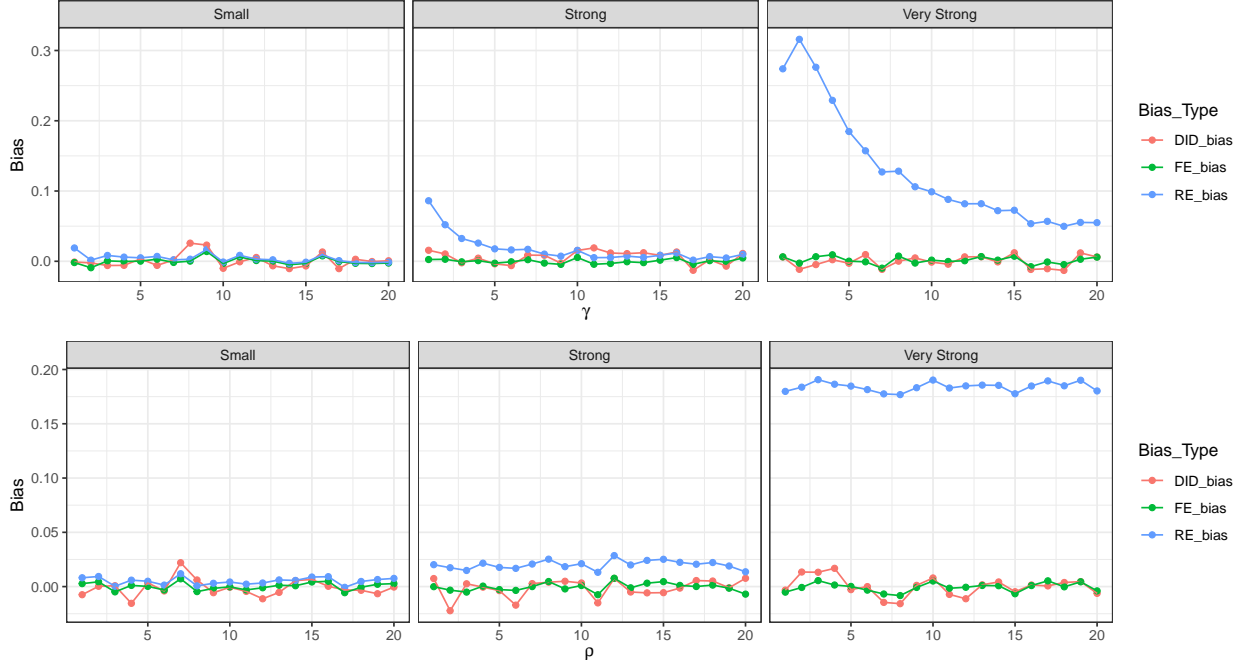 Small Strong Very Strong
0.3
0.2
0.1
0.0
Bias
5 10 15 20 5 10 15 20 5 10 15 20
γ
Bias_Type
DID_bias
FE_bias
RE_bias
Small Strong Very Strong
0.20
0.15
0.10
0.05
0.00
Bias
5 10 15 20 5 10 15 20 5 10 15 20
ρ
Bias_Type
DID_bias
FE_bias
RE_bias